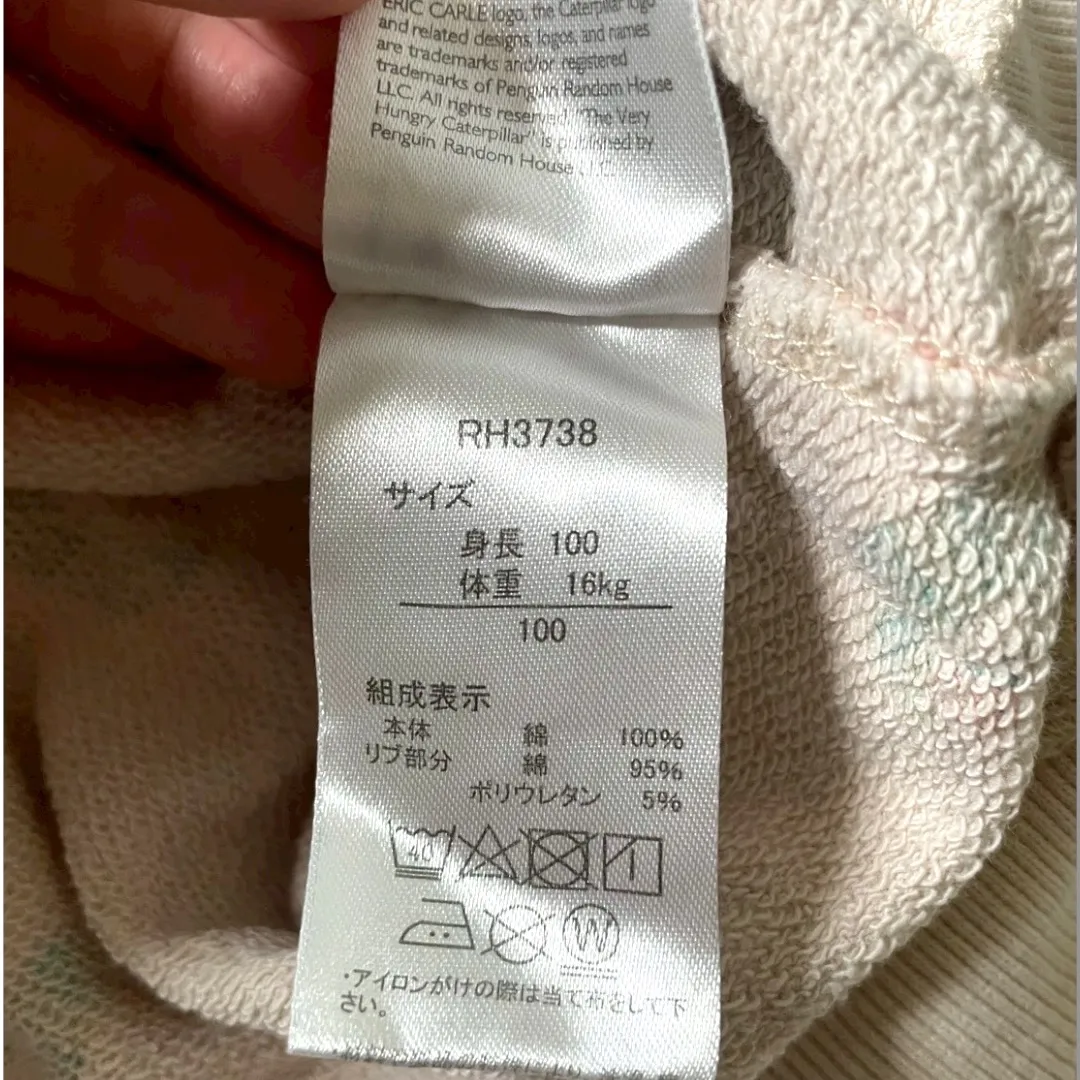 ERIC CARLE logo, the Caterpillar logo
and related designs, logos, and names
are trademarks and/or registered
trademarks of Penguin Random House
LLC. All rights reserved. "The Very
Hungry Caterpillar" is published by
Penguin Random House LLC.
RH3738
サイズ
身長 100
体重 16kg
100
組成表示
本体 綿 100%
リブ部分 綿 95%
ポリウレタン 5%
40
W
・アイロンがけの際は当て布をして下
さい。